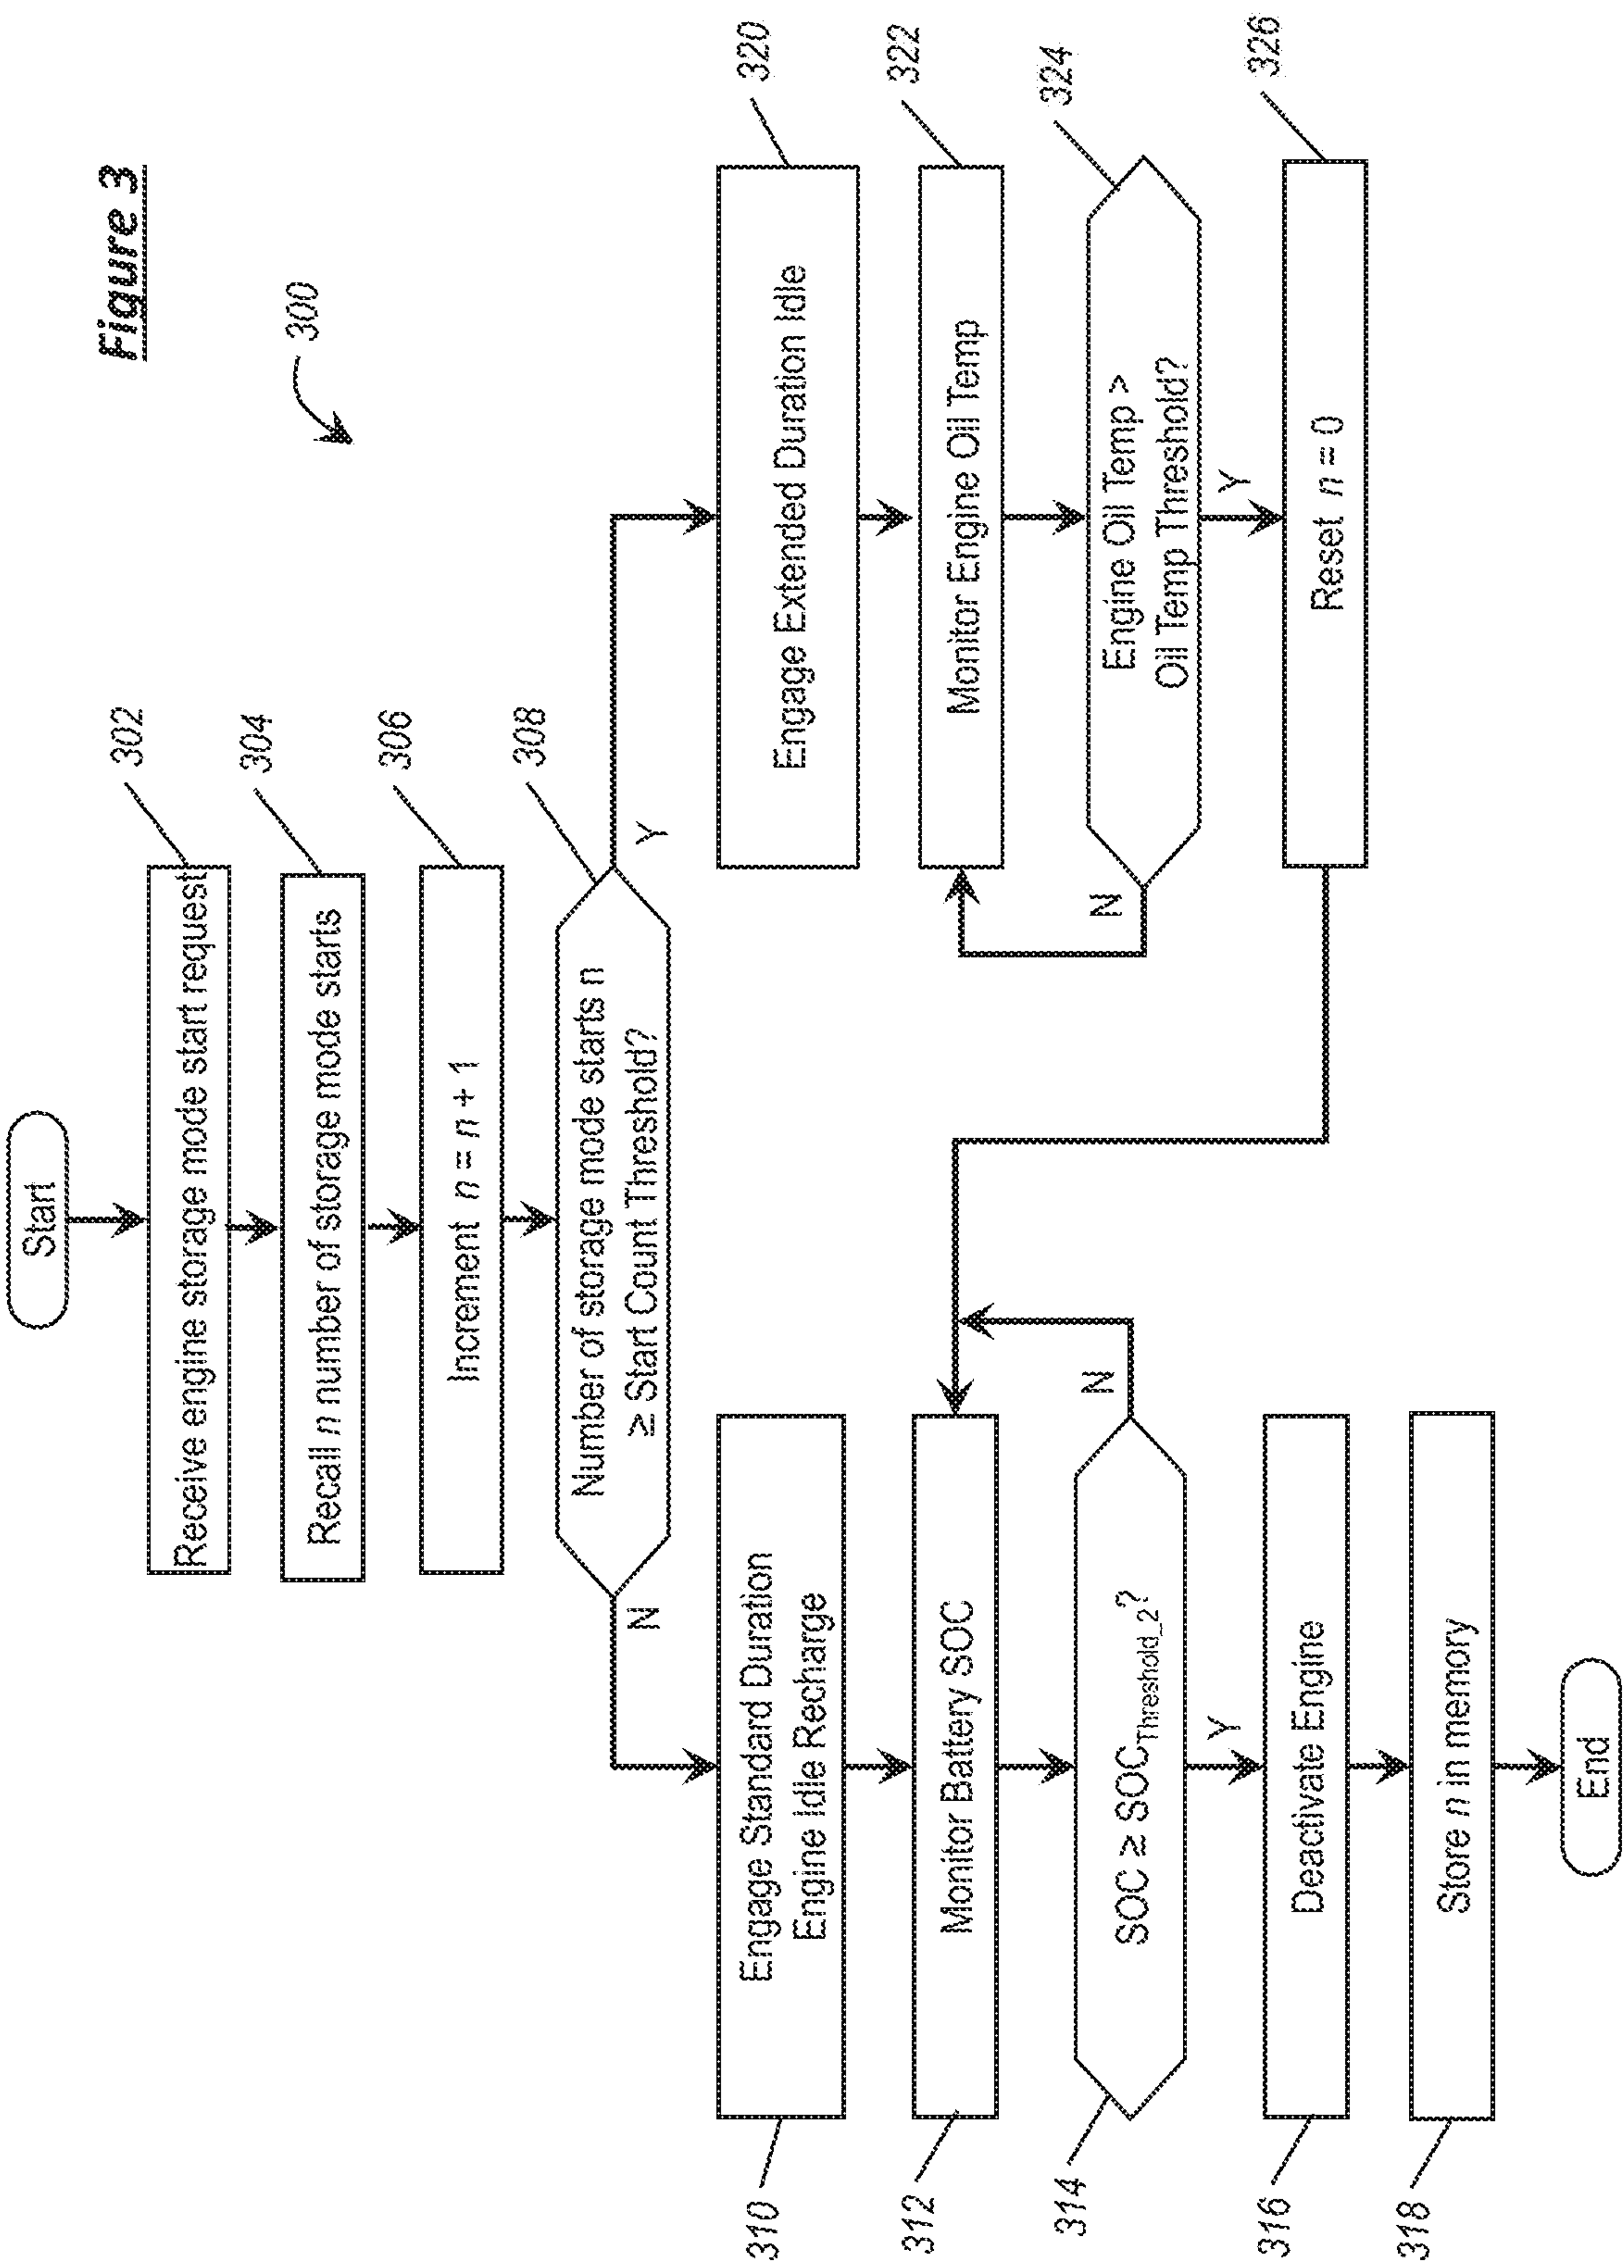 Figure 3
300
Start
302
Receive engine storage mode start request
304
Recall n number of storage mode starts
306
Increment n = n + 1
308
Number of storage mode starts n
≥ Start Count Threshold?
N
Y
310
Engage Standard Duration
Engine Idle Recharge
312
Monitor Battery SOC
314
SOC ≥ SOCThreshold_2?
N
Y
316
Deactivate Engine
318
Store n in memory
End
320
Engage Extended Duration Idle
322
Monitor Engine Oil Temp
324
Engine Oil Temp >
Oil Temp Threshold?
N
Y
326
Reset n = 0